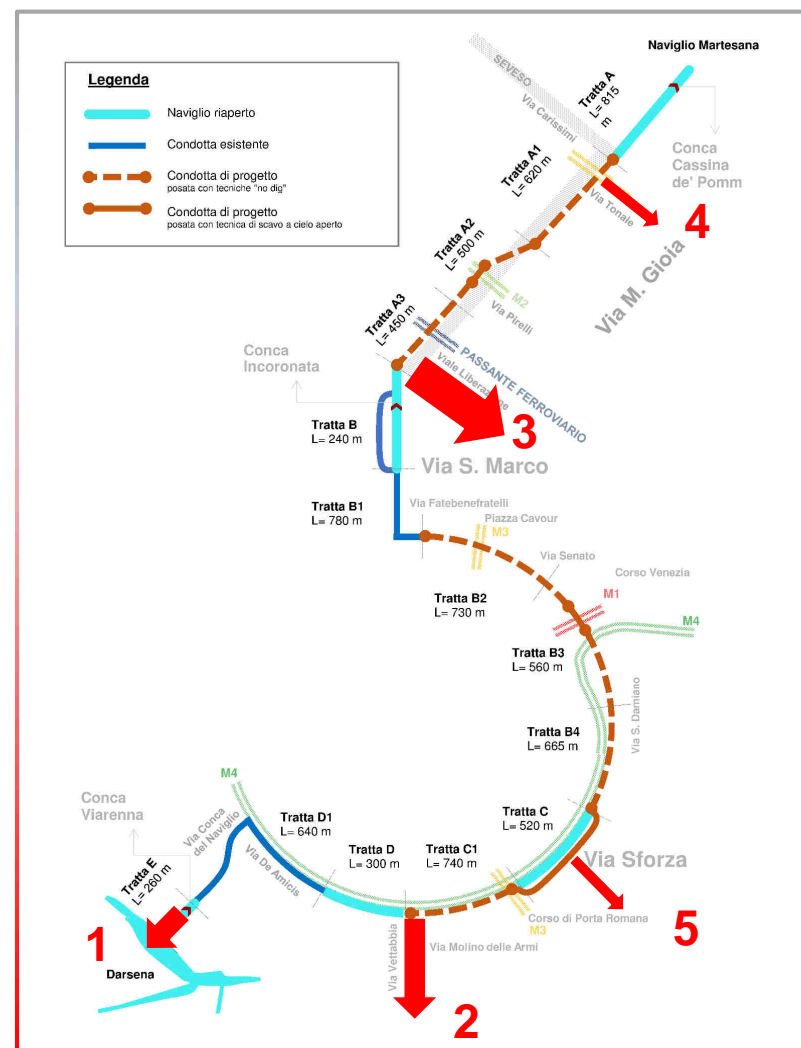 Legenda
Naviglio riaperto
Condotta esistente
Condotta di progetto
posata con tecniche "no dig"
Condotta di progetto
posata con tecnica di scavo a cielo aperto
Naviglio Martesana
SEVESO
Via Carissimi
Tratta A
L= 815
m
Conca
Cassina
de' Pomm
Tratta A1
L= 620 m
Via Tonale
4
Via M. Gioia
Tratta A2
L= 500 m
M2
Via Pirelli
Tratta A3
L= 450 m
Viale Liberazione
PASSANTE FERROVIARIO
Conca
Incoronata
3
Tratta B
L= 240 m
Via S. Marco
Tratta B1
L= 780 m
Via Fatebenefratelli
Piazza Cavour
M3
Via Senato
Corso Venezia
M1
M4
Tratta B2
L= 730 m
Tratta B3
L= 560 m
Via S. Damiano
Tratta B4
L= 665 m
M4
Conca
Viarenna
Via Conca
del Naviglio
Tratta D1
L= 640 m
Tratta D
L= 300 m
Tratta C1
L= 740 m
Tratta C
L= 520 m
Via Sforza
Via De Amicis
Tratta E
L= 260 m
Corso di Porta Romana
M3
5
1
Darsena
Via Vettabbia
Via Molino delle Armi
2